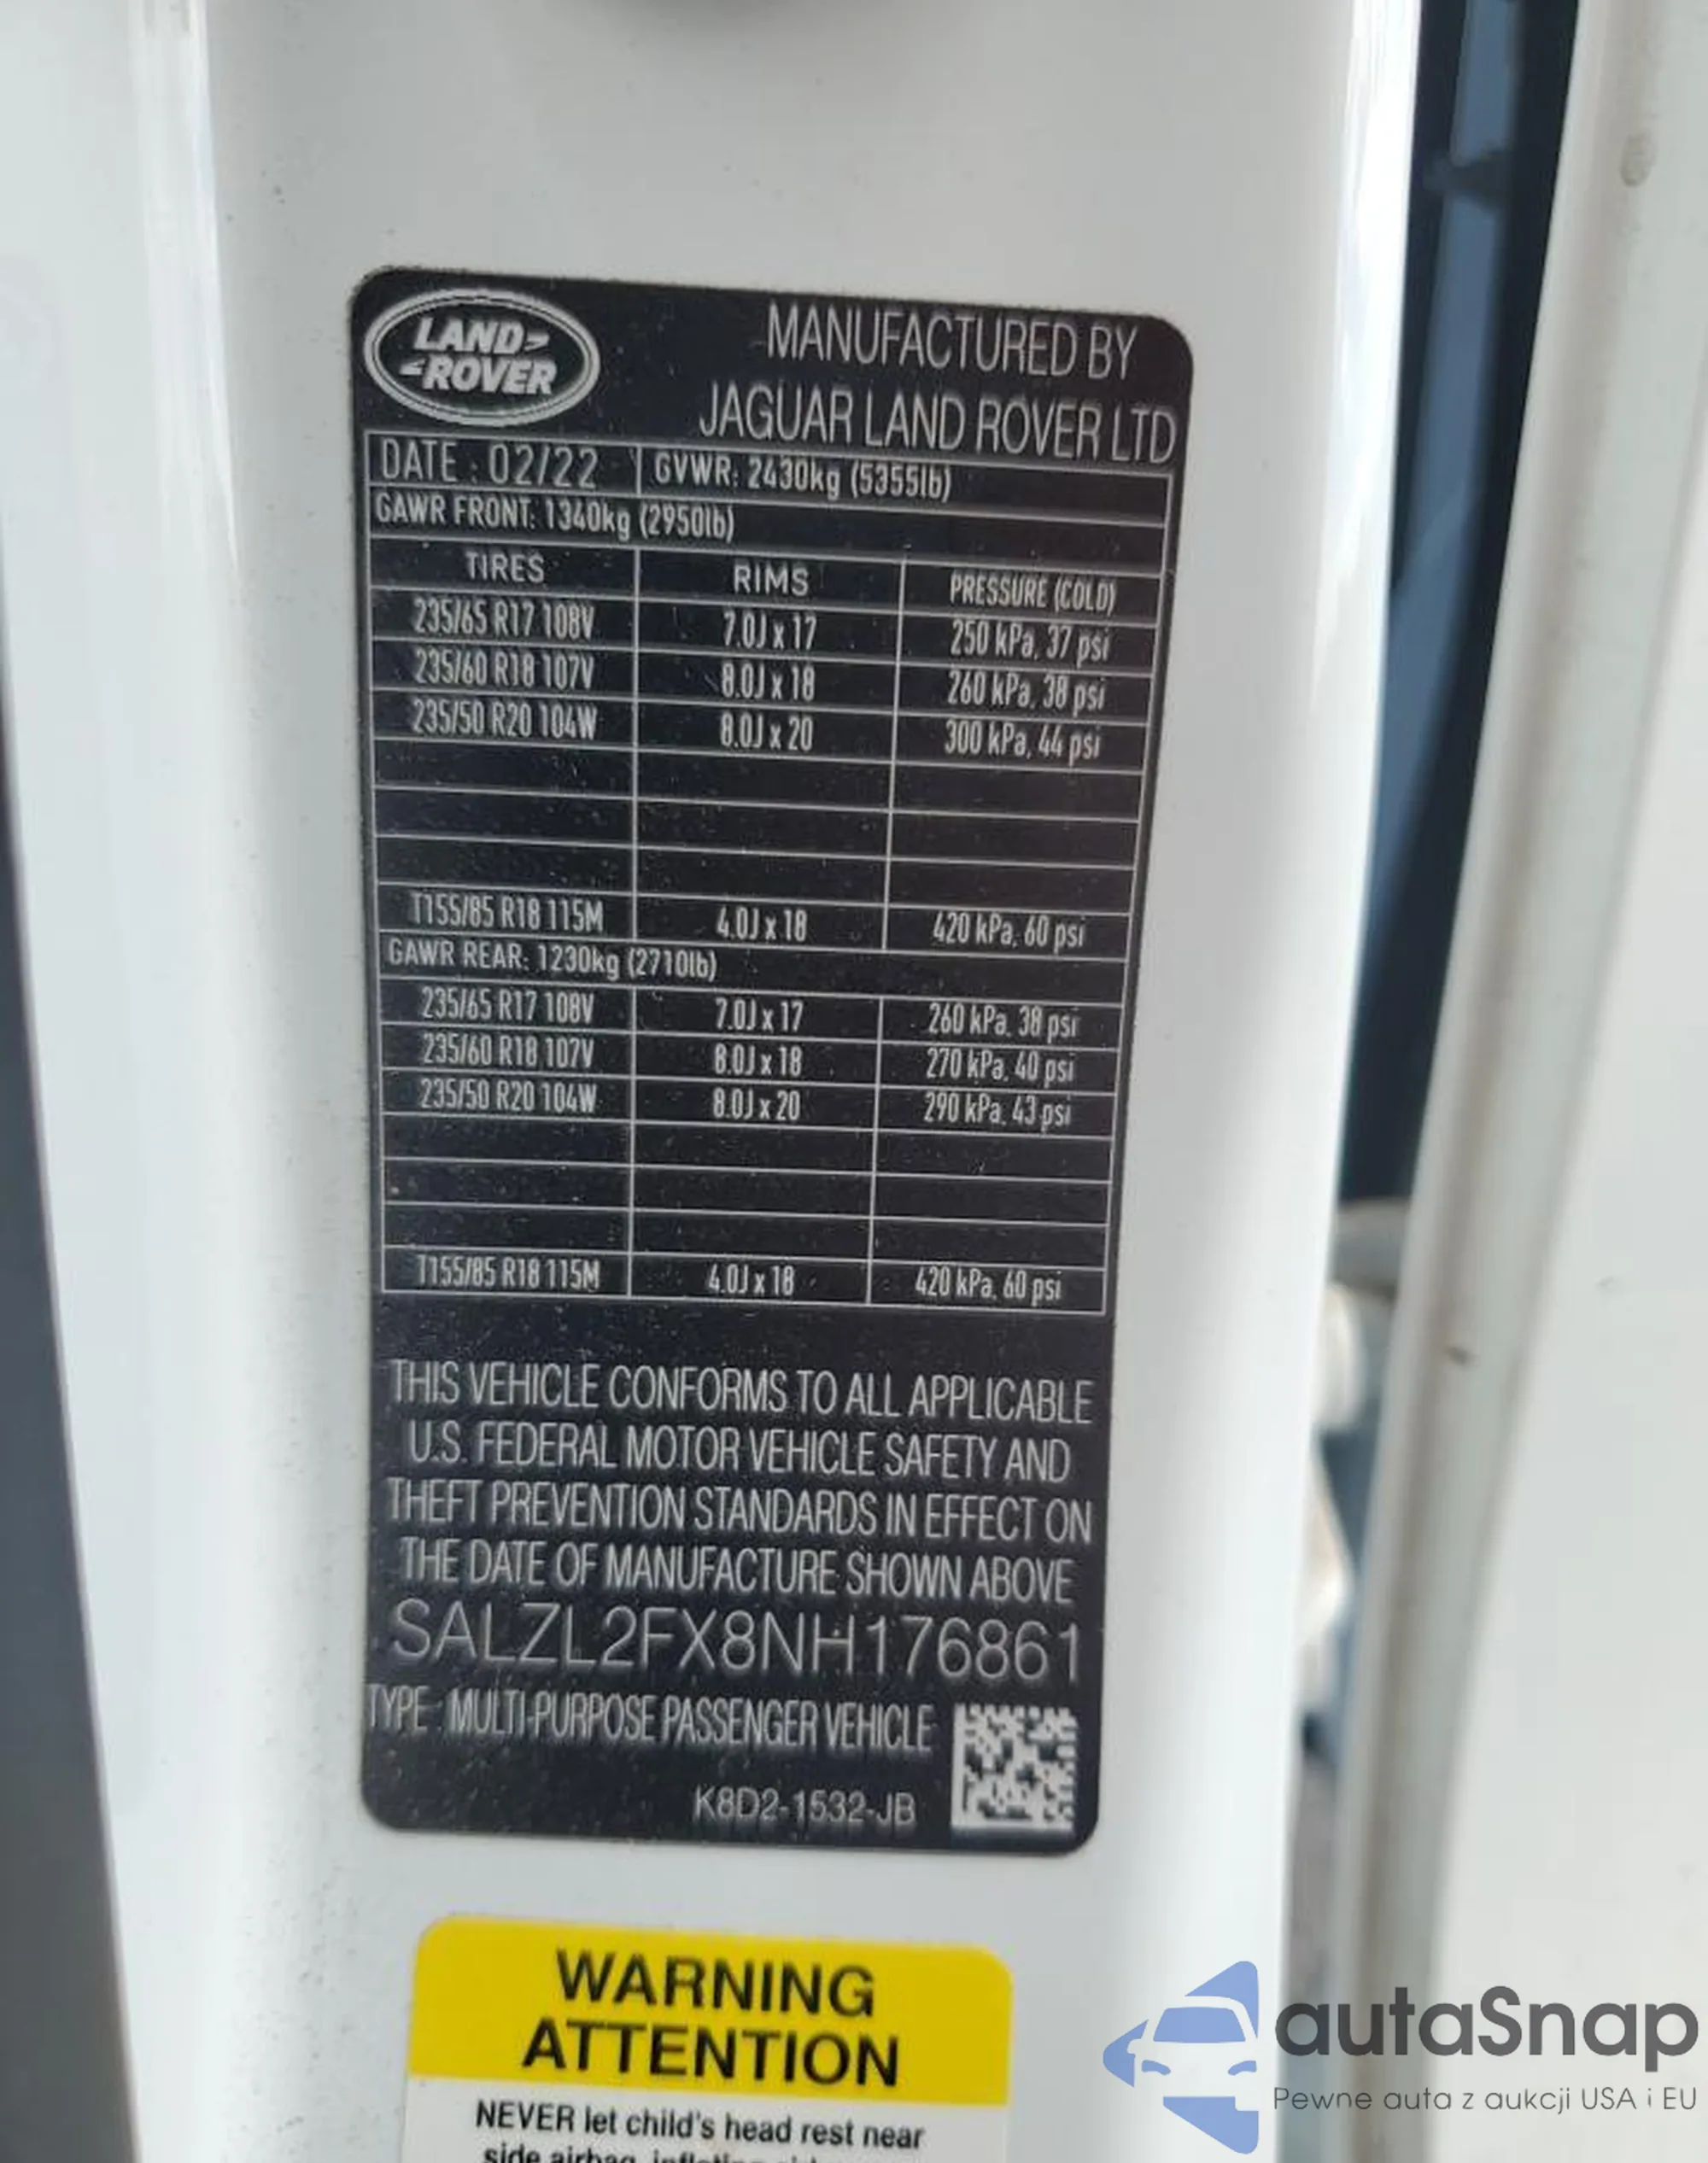 LAND
ROVER
MANUFACTURED BY
JAGUAR LAND ROVER LTD
DATE : 02/22 GVWR: 2430kg (5355lb)
GAWR FRONT: 1340kg (2950lb)
TIRES RIMS PRESSURE (COLD)
235/65 R17 108V 7.0J x 17 250 kPa, 37 psi
235/60 R18 107V 8.0J x 18 260 kPa, 38 psi
235/50 R20 104W 8.0J x 20 300 kPa, 44 psi
T155/85 R18 115M 4.0J x 18 420 kPa, 60 psi
GAWR REAR: 1230kg (2710lb)
235/65 R17 108V 7.0J x 17 260 kPa, 38 psi
235/60 R18 107V 8.0J x 18 270 kPa, 40 psi
235/50 R20 104W 8.0J x 20 290 kPa, 43 psi
T155/85 R18 115M 4.0J x 18 420 kPa, 60 psi
THIS VEHICLE CONFORMS TO ALL APPLICABLE
U.S. FEDERAL MOTOR VEHICLE SAFETY AND
THEFT PREVENTION STANDARDS IN EFFECT ON
THE DATE OF MANUFACTURE SHOWN ABOVE
SALZL2FX8NH176861
TYPE : MULTI-PURPOSE PASSENGER VEHICLE
K8D2-1532-JB
WARNING
ATTENTION
NEVER let child's head rest near
side airbag,
autaSnap
Pewne auta z aukcji USA i EU